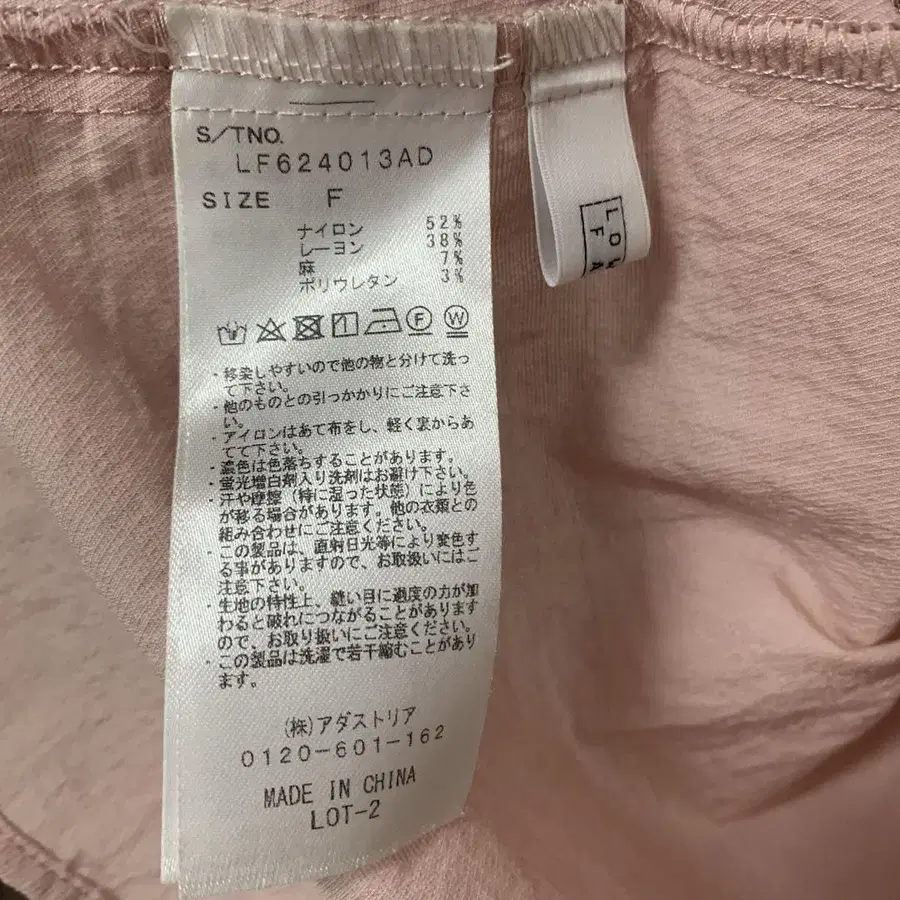 S/TNO.
LF624013AD
SIZE F
ナイロン 52%
レーヨン 38%
麻 7%
ポリウレタン 3%
F W
・移染しやすいので他の物と分けて洗っ
て下さい。
・他のものとの引っかかりにご注意下さ
い。
・アイロンはあて布をし、軽く裏からあ
てて下さい。
・濃色は色落ちすることがあります。
・蛍光増白剤入り洗剤はお避け下さい。
・汗や摩擦(特に湿った状態)により色
が移る場合があります。他の衣類との
組み合わせにご注意ください。
・この製品は、直射日光等により変色す
る事がありますので、お取扱いにはご
注意下さい。
・生地の特性上、縫い目に過度の力が加
わると破れにつながることがあります
ので、お取り扱いにご注意ください。
・この製品は洗濯で若干縮むことがあり
ます。
(株)アダストリア
0120-601-162
MADE IN CHINA
LOT-2
LOW
FA